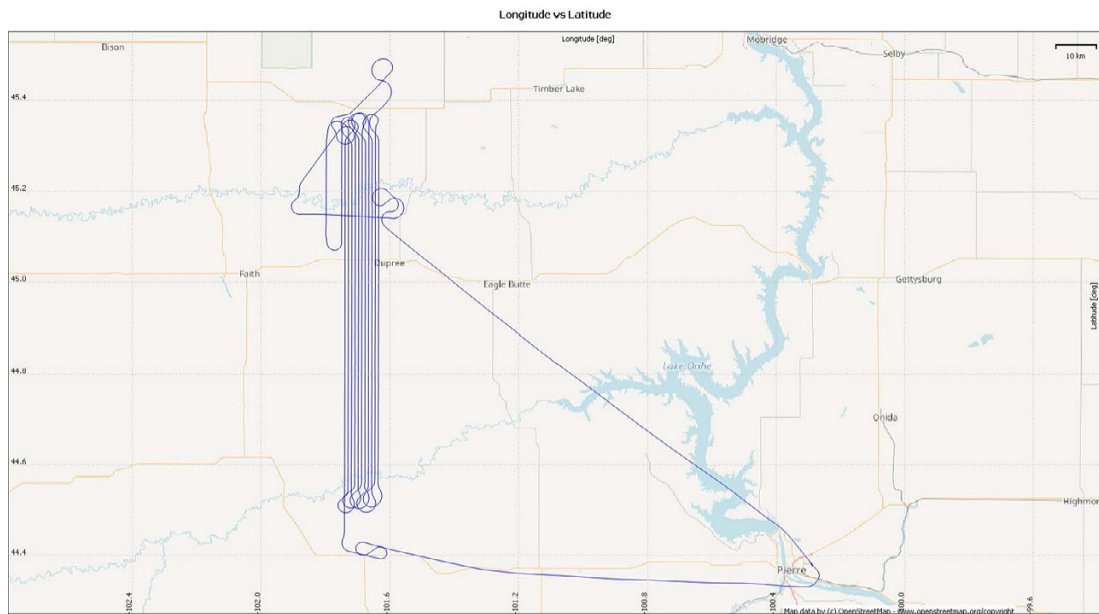 Longitude vs Latitude
Longitude [deg]
Mobridge
Selby
Bison
10 km
45.4
Timber Lake
45.2
Dupree
45.0
Faith
Gettysburg
Eagle Butte
Latitude [deg]
44.8
Lake Oahe
Onida
44.6
Highmor
44.4
Pierre
-102.4
-102.0
-101.6
-101.2
-100.8
-100.4
-100.0
-99.6
Map data by (c) OpenStreetMap - www.openstreetmap.org/copyright